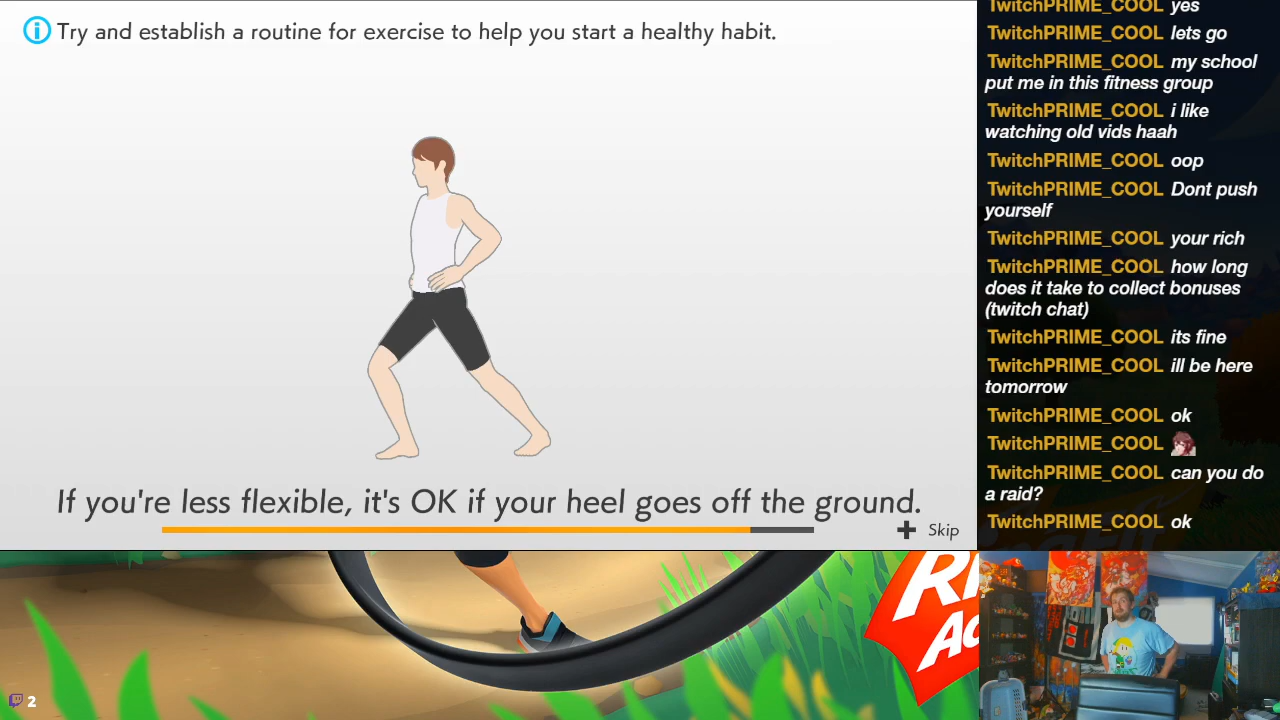 Try and establish a routine for exercise to help you start a healthy habit.
If you're less flexible, it's OK if your heel goes off the ground.
Skip
TwitchPRIME_COOL yes
TwitchPRIME_COOL lets go
TwitchPRIME_COOL my school
put me in this fitness group
TwitchPRIME_COOL i like
watching old vids haah
TwitchPRIME_COOL oop
TwitchPRIME_COOL Dont push
yourself
TwitchPRIME_COOL your rich
TwitchPRIME_COOL how long
does it take to collect bonuses
(twitch chat)
TwitchPRIME_COOL its fine
TwitchPRIME_COOL ill be here
tomorrow
TwitchPRIME_COOL ok
TwitchPRIME_COOL
TwitchPRIME_COOL can you do
a raid?
TwitchPRIME_COOL ok
2